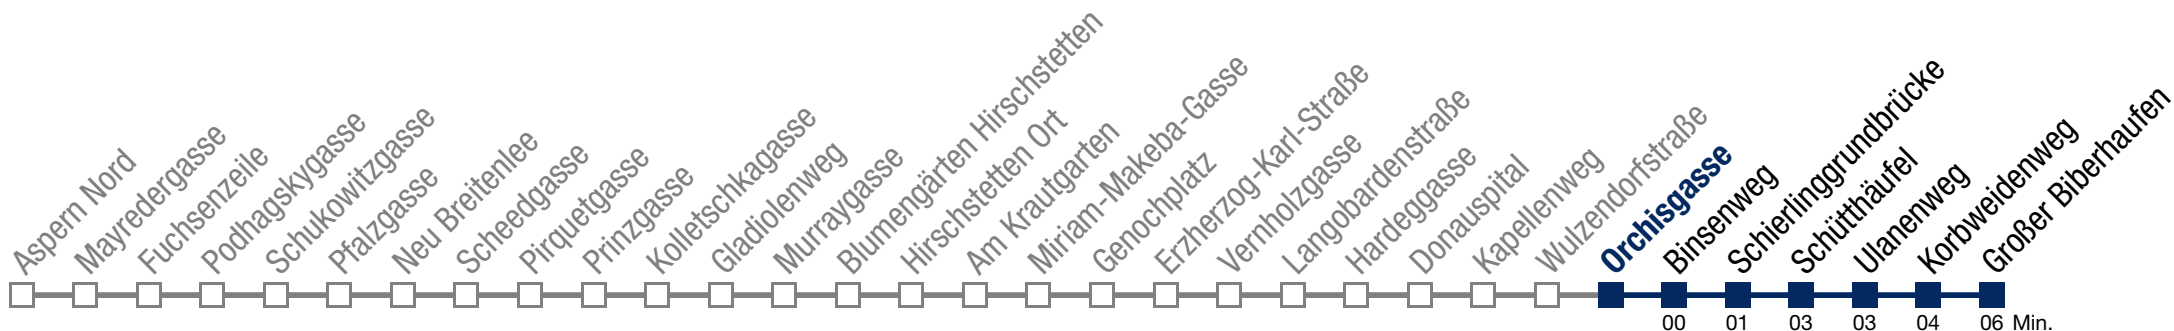 Aspern Nord
Mayredergasse
Fuchsenzeile
Podhagskygasse
Schukowitzgasse
Pfalzgasse
Neu Breitenlee
Scheedgasse
Pirquetgasse
Prinzgasse
Kolletschkagasse
Gladiolenweg
Murraygasse
Blumengärten Hirschstetten
Hirschstetten Ort
Am Krautgarten
Miriam-Makeba-Gasse
Genochplatz
Erzherzog-Karl-Straße
Vernholzgasse
Langobardenstraße
Hardeggasse
Donauspital
Kapellenweg
Wulzendorfstraße
Orchisgasse
Binsenweg
Schierlinggrundbrücke
Schütthäufel
Ulanenweg
Korbweidenweg
Großer Biberhaufen
00 01 03 03 04 06 Min.